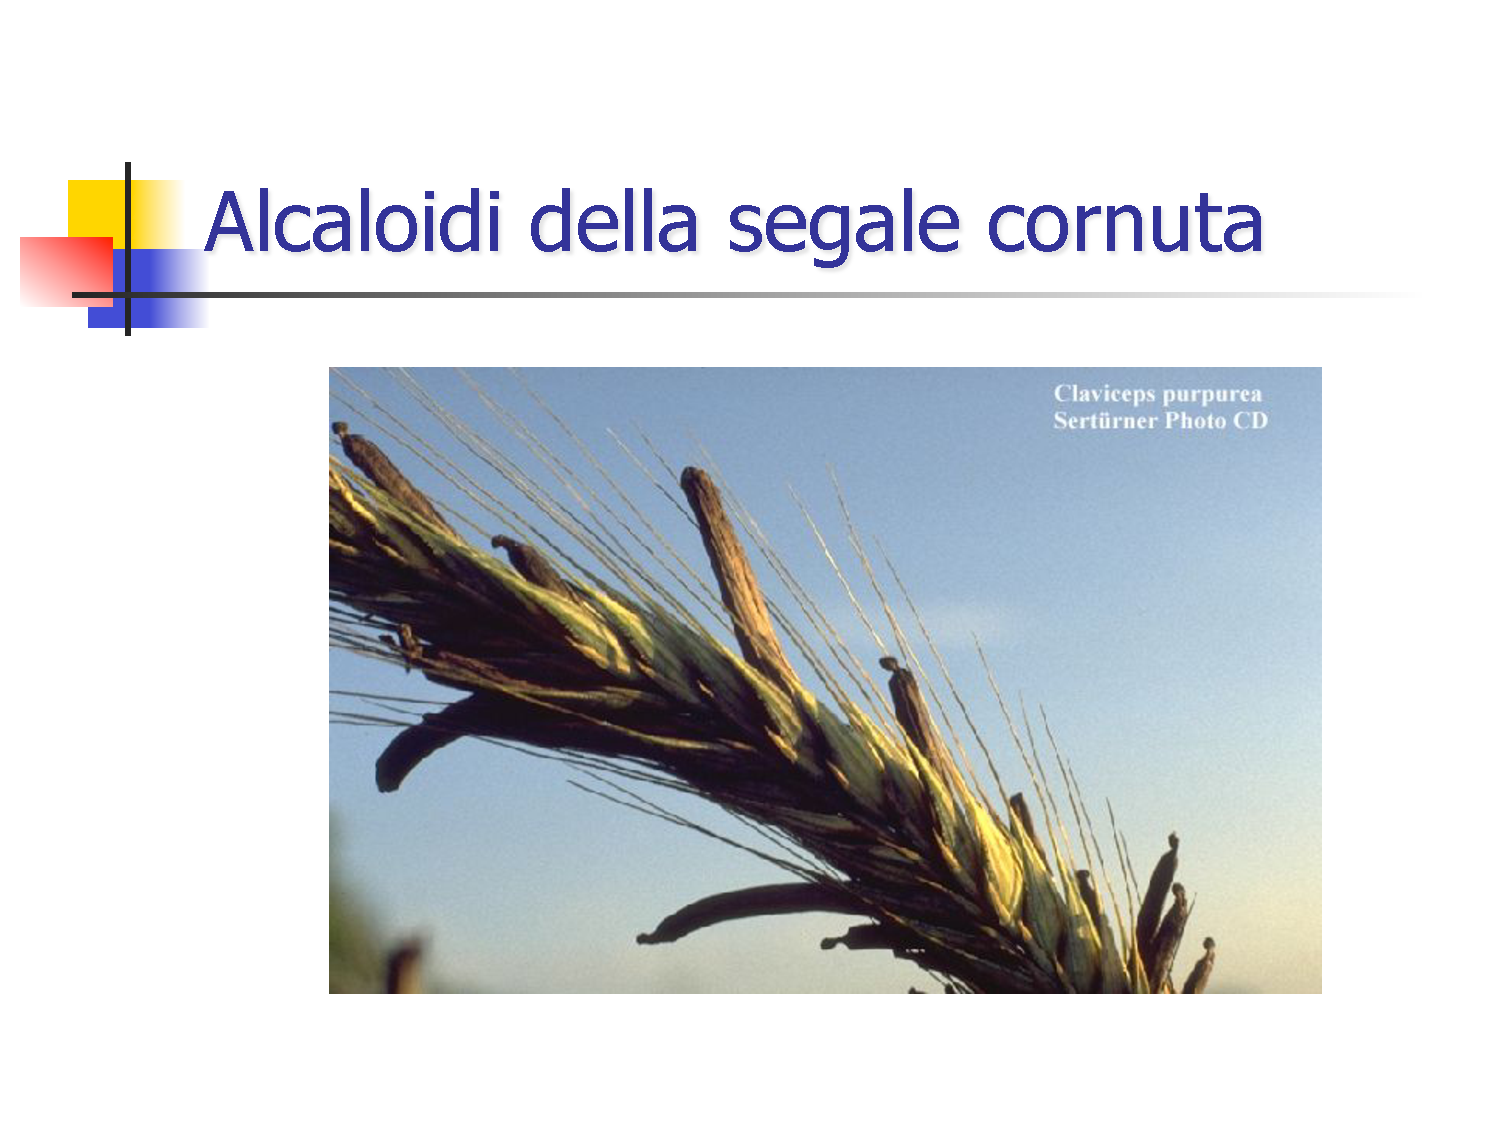 Alcaloidi della segale cornuta
Claviceps purpurea
Sertürner Photo CD